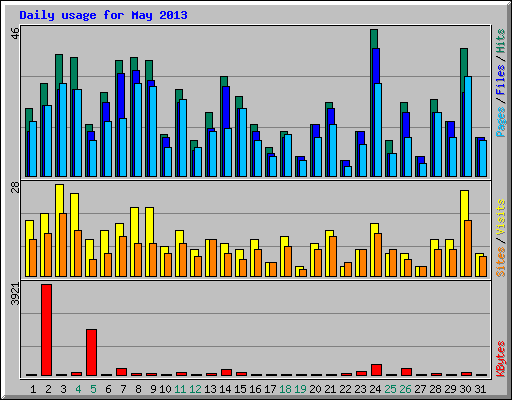 Daily usage for May 2013
46
Pages / Files / Hits
28
Sites / Visits
3921
KBytes
1 2 3 4 5 6 7 8 9 10 11 12 13 14 15 16 17 18 19 20 21 22 23 24 25 26 27 28 29 30 31